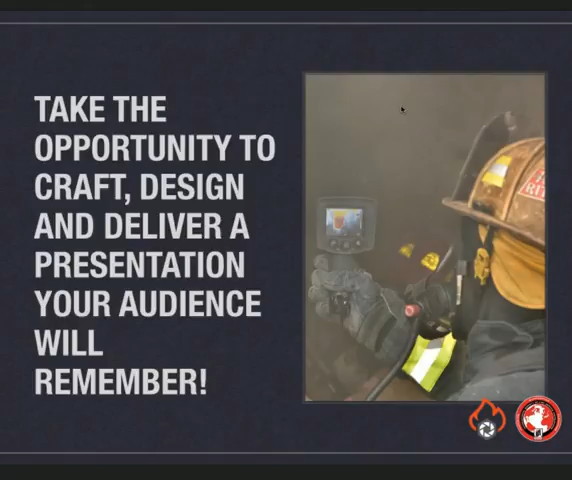 TAKE THE
OPPORTUNITY TO
CRAFT, DESIGN
AND DELIVER A
PRESENTATION
YOUR AUDIENCE
WILL
REMEMBER!